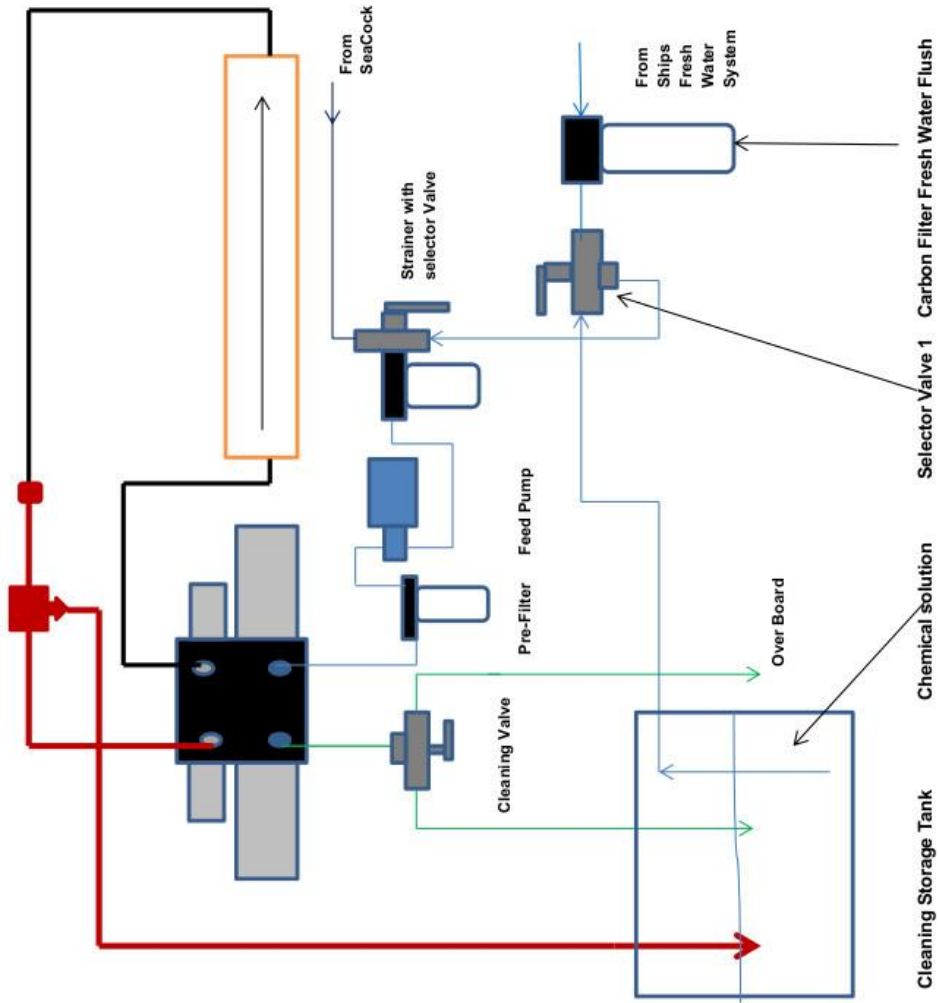 From
SeaCock
Strainer with
selector Valve
From
Ships
Fresh
Water
System
Feed Pump
Pre-Filter
Cleaning Valve
Over Board
Carbon Filter Fresh Water Flush
Selector Valve 1
Chemical solution
Cleaning Storage Tank